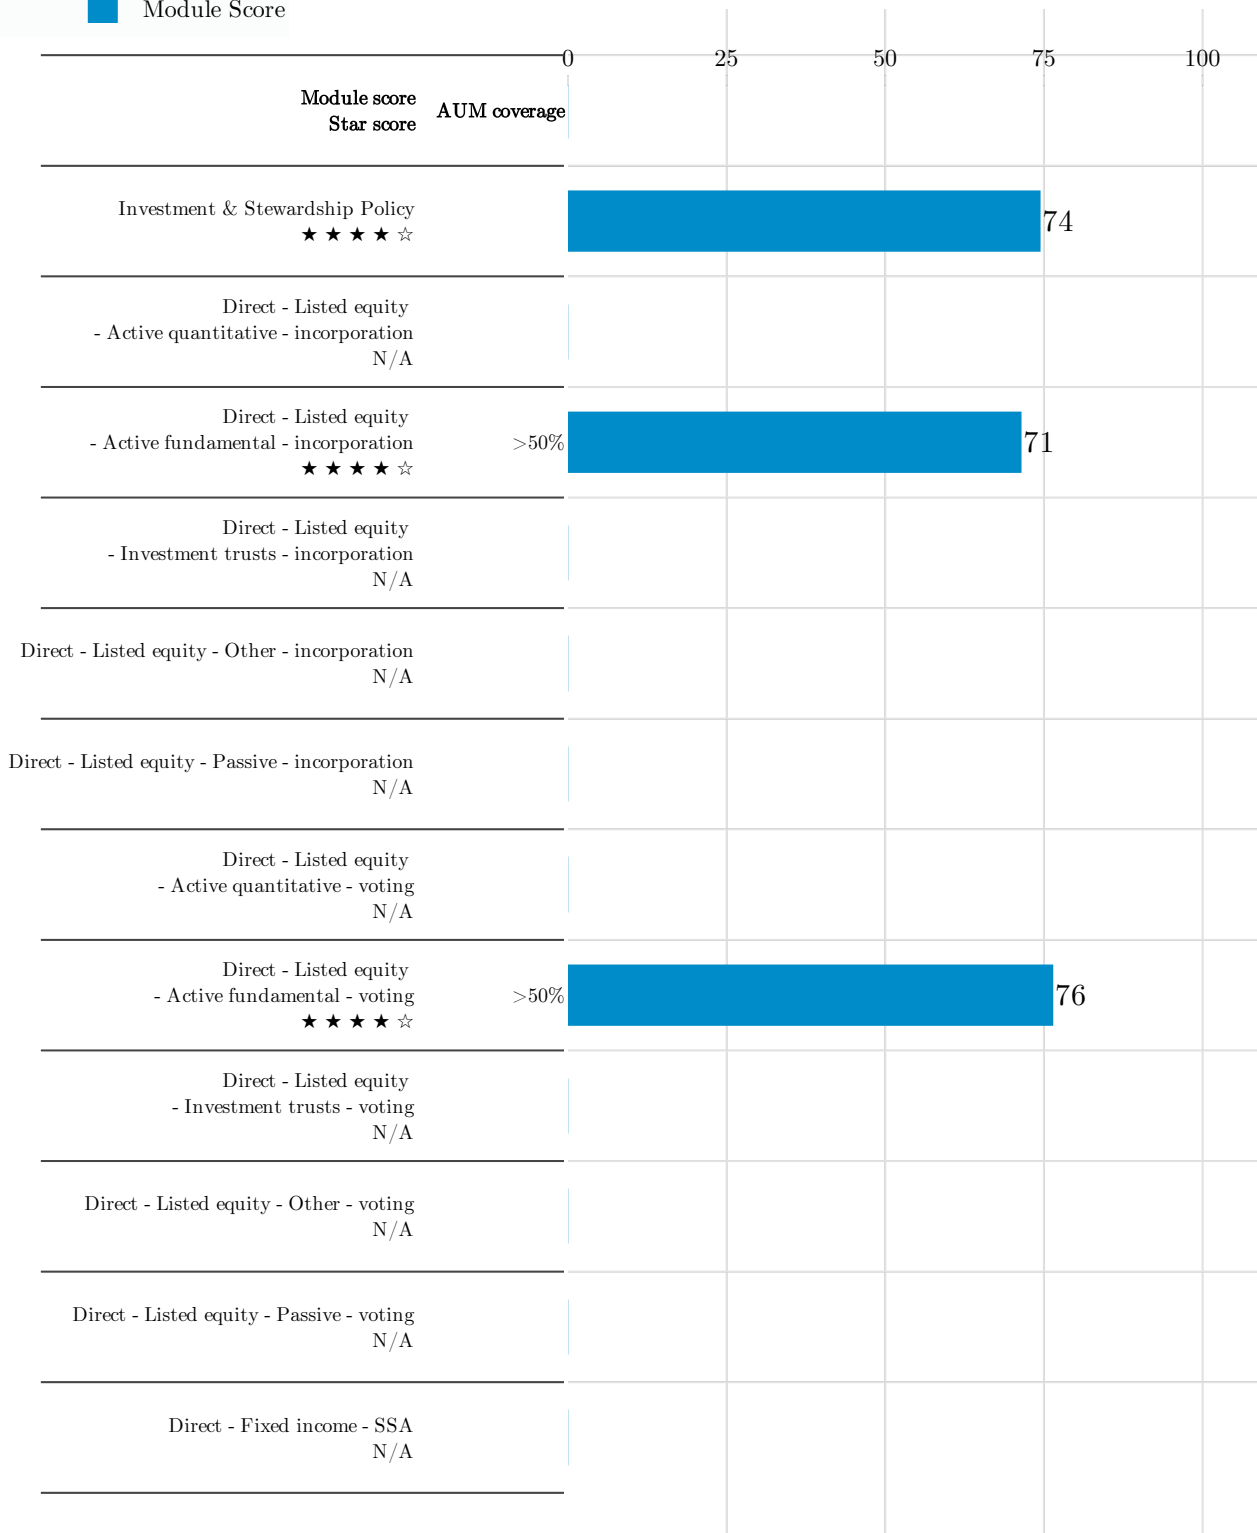 Module Score
0 25 50 75 100
Module score
Star score
AUM coverage
Investment & Stewardship Policy
★ ★ ★ ★ ☆
74
Direct - Listed equity
- Active quantitative - incorporation
N/A
Direct - Listed equity
- Active fundamental - incorporation
★ ★ ★ ★ ☆
>50%
71
Direct - Listed equity
- Investment trusts - incorporation
N/A
Direct - Listed equity - Other - incorporation
N/A
Direct - Listed equity - Passive - incorporation
N/A
Direct - Listed equity
- Active quantitative - voting
N/A
Direct - Listed equity
- Active fundamental - voting
★ ★ ★ ★ ☆
>50%
76
Direct - Listed equity
- Investment trusts - voting
N/A
Direct - Listed equity - Other - voting
N/A
Direct - Listed equity - Passive - voting
N/A
Direct - Fixed income - SSA
N/A